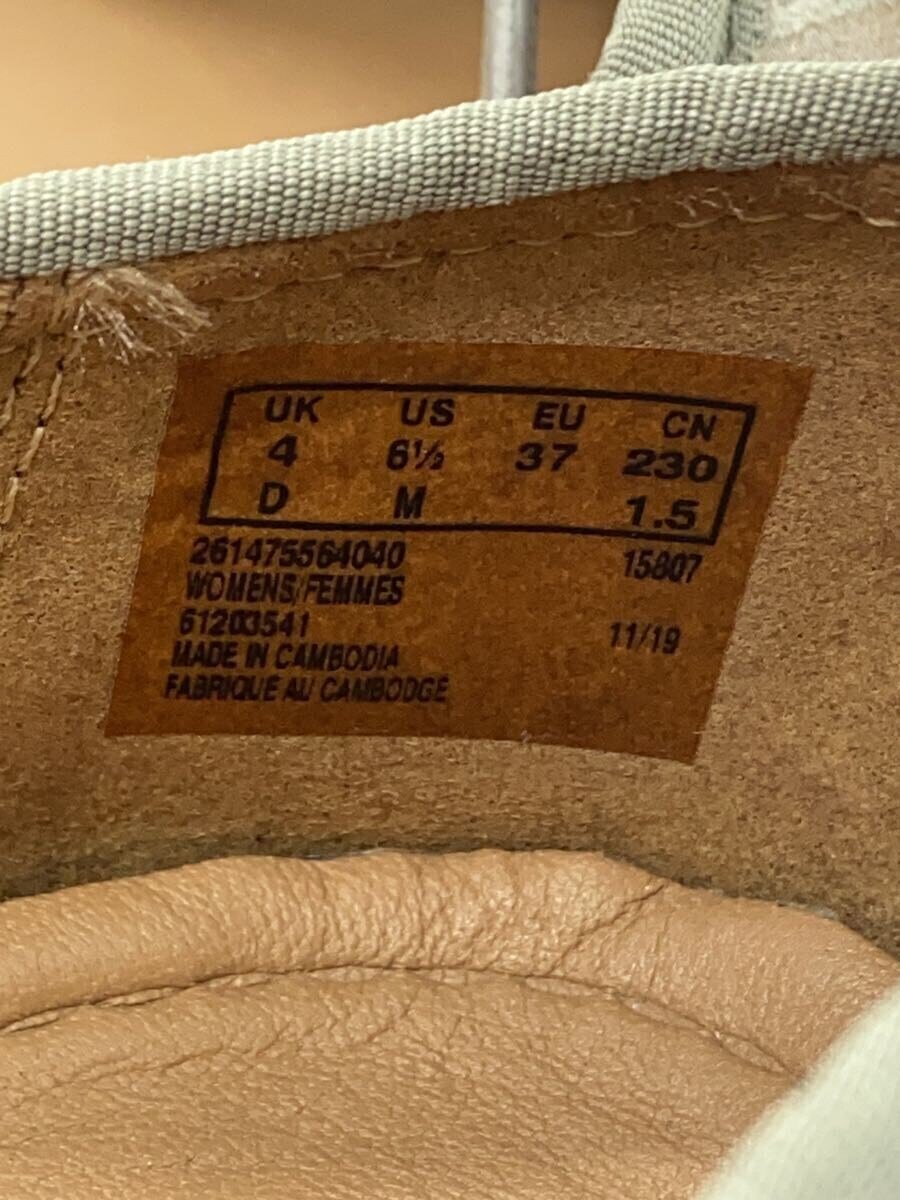 UK US EU CN
4 6½ 37 230
D M 1.5
261475564040 15807
WOMENS/FEMMES
61203541 11/19
MADE IN CAMBODIA
FABRIQUE AU CAMBODGE